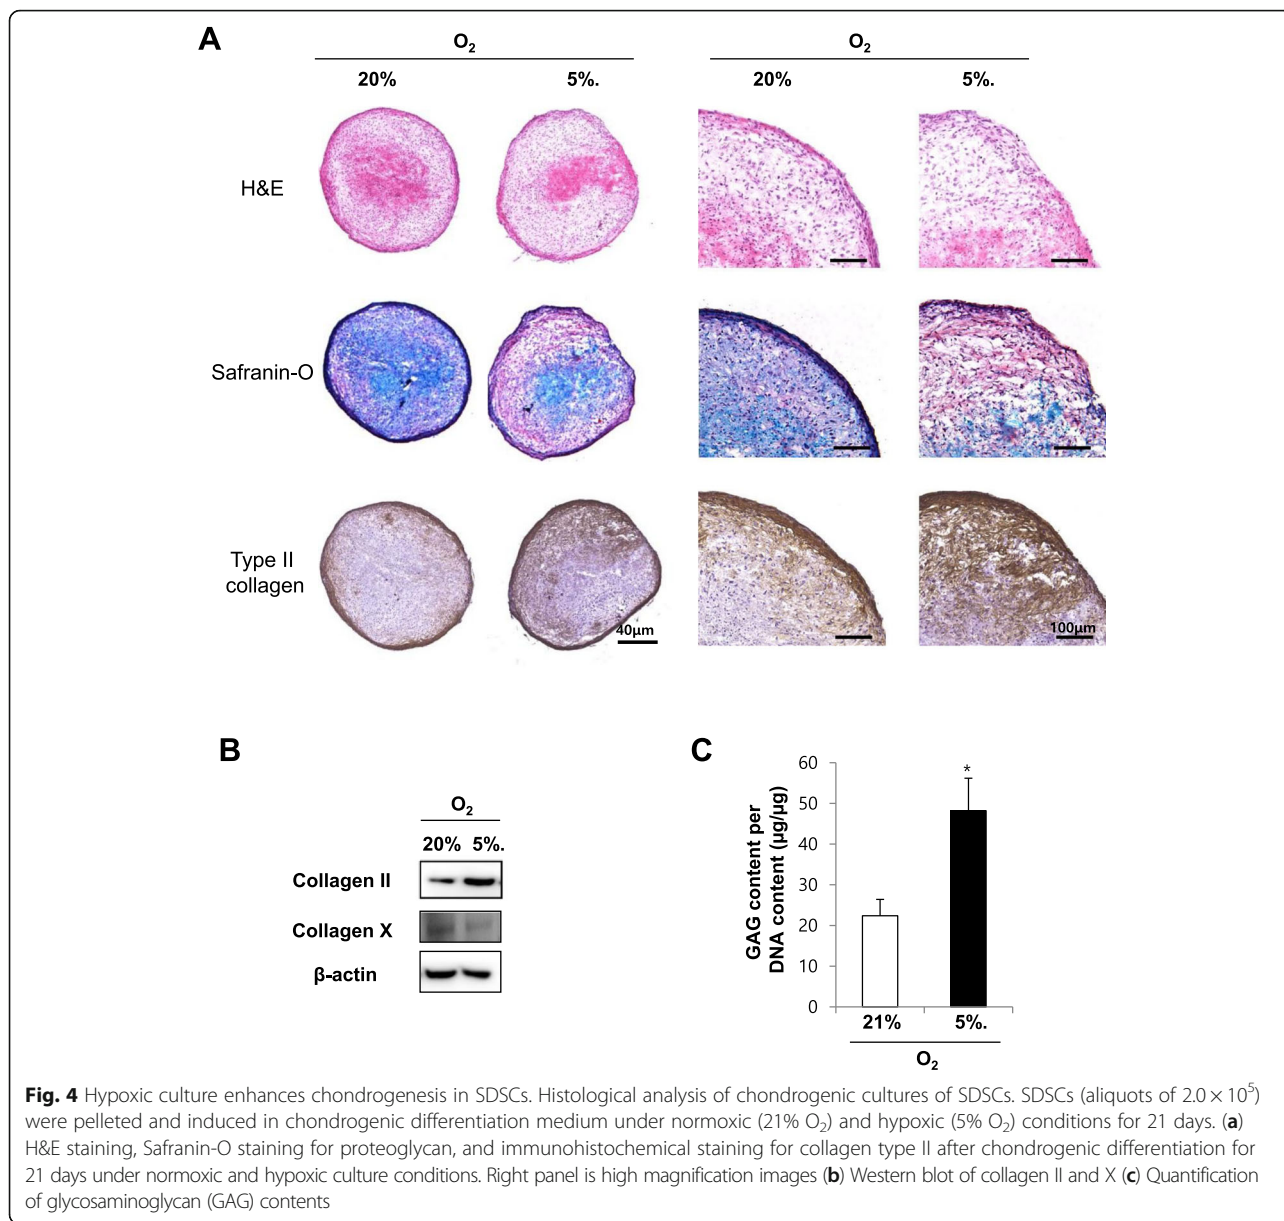 A
O₂
O₂
20%
5%.
20%
5%.
H&E
Safranin-O
Type II
collagen
40µm
100µm
B
O₂
20% 5%.
Collagen II
Collagen X
β-actin
C
GAG content per
DNA content (µg/µg)
60
50
40
30
20
10
0
*
21%
5%.
O₂
Fig. 4 Hypoxic culture enhances chondrogenesis in SDSCs. Histological analysis of chondrogenic cultures of SDSCs. SDSCs (aliquots of 2.0 × 10⁵)
were pelleted and induced in chondrogenic differentiation medium under normoxic (21% O₂) and hypoxic (5% O₂) conditions for 21 days. (a)
H&E staining, Safranin-O staining for proteoglycan, and immunohistochemical staining for collagen type II after chondrogenic differentiation for
21 days under normoxic and hypoxic culture conditions. Right panel is high magnification images (b) Western blot of collagen II and X (c) Quantification
of glycosaminoglycan (GAG) contents